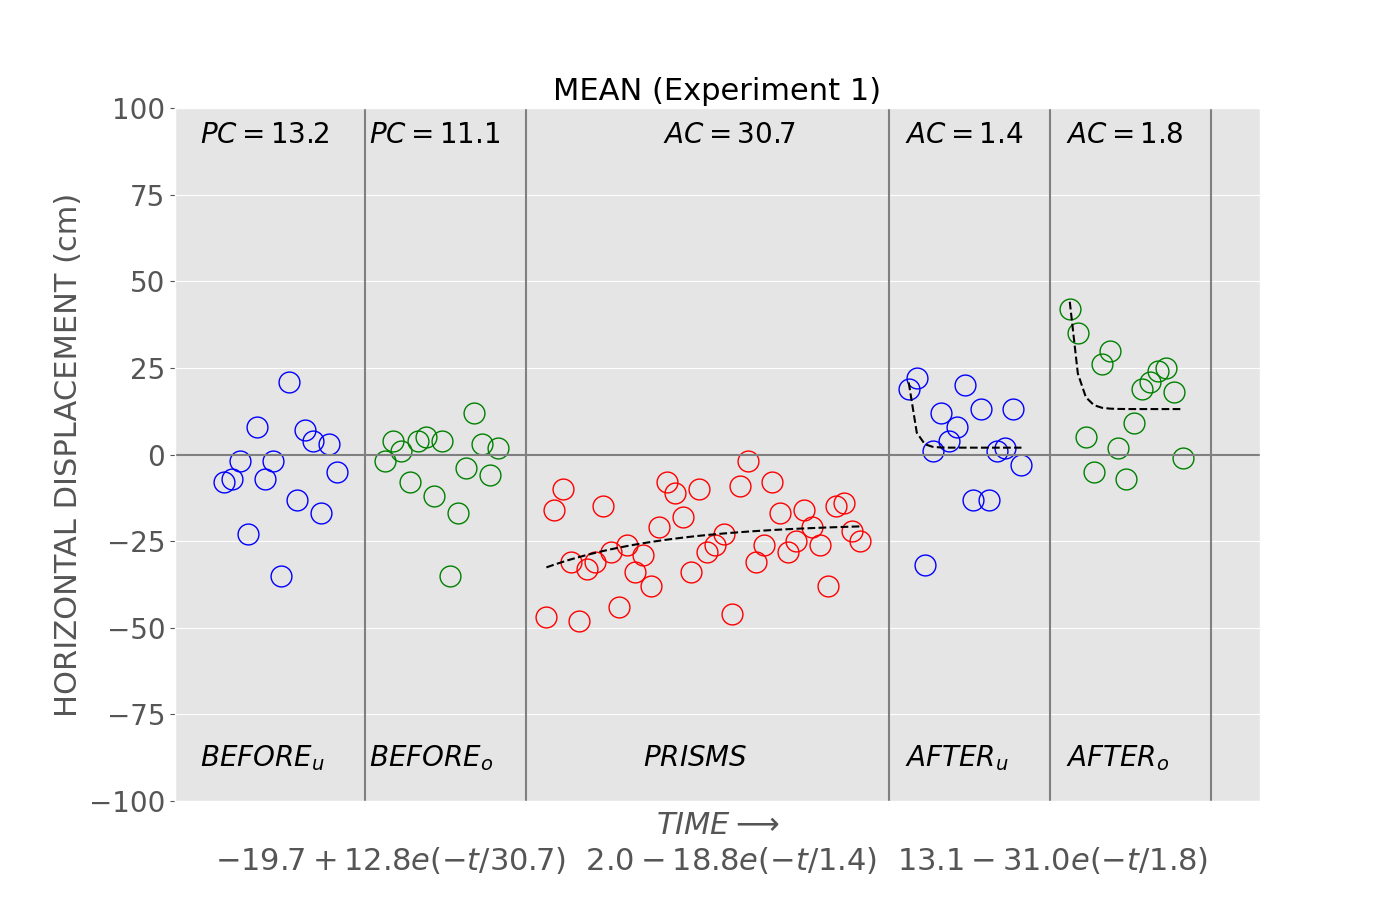 MEAN (Experiment 1)
100
75
50
25
0
−25
−50
−75
−100
HORIZONTAL DISPLACEMENT (cm)
PC = 13.2
PC = 11.1
AC = 30.7
AC = 1.4
AC = 1.8
BEFORE_u
BEFORE_o
PRISMS
AFTER_u
AFTER_o
TIME ⟶
−19.7 + 12.8e(−t/30.7) 2.0 − 18.8e(−t/1.4) 13.1 − 31.0e(−t/1.8)